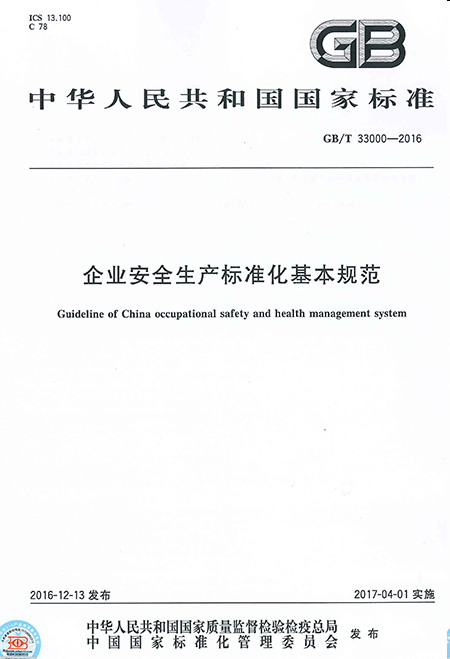 ICS 13.100
C 78
GB
中华人民共和国国家标准
GB/T 33000—2016
企业安全生产标准化基本规范
Guideline of China occupational safety and health management system
2016-12-13 发布
2017-04-01 实施
中华人民共和国国家质量监督检验检疫总局
中国国家标准化管理委员会
发布